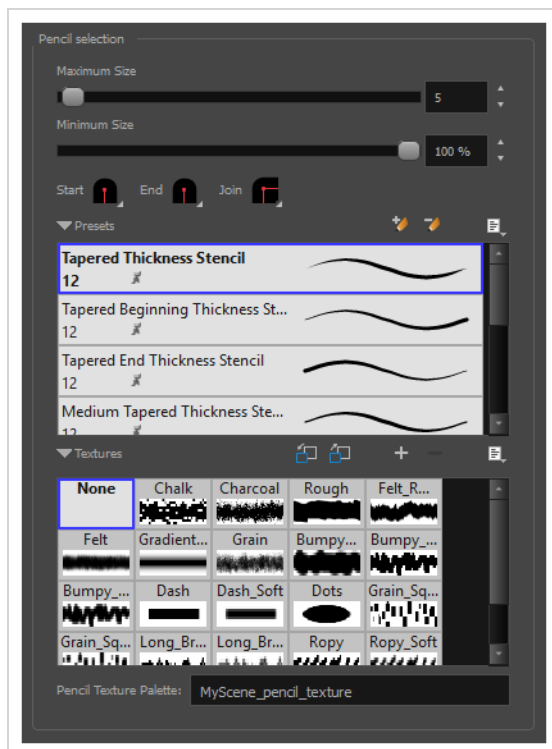 Pencil selection
Maximum Size
5
Minimum Size
100 %
Start End Join
Presets
Tapered Thickness Stencil
12
Tapered Beginning Thickness St...
12
Tapered End Thickness Stencil
12
Medium Tapered Thickness Ste...
12
Textures
None Chalk Charcoal Rough Felt_R...
Felt Gradient... Grain Bumpy... Bumpy_...
Bumpy_... Dash Dash_Soft Dots Grain_Sq...
Grain_Sq... Long_Br... Long_Br... Ropy Ropy_Soft
Pencil Texture Palette: MyScene_pencil_texture